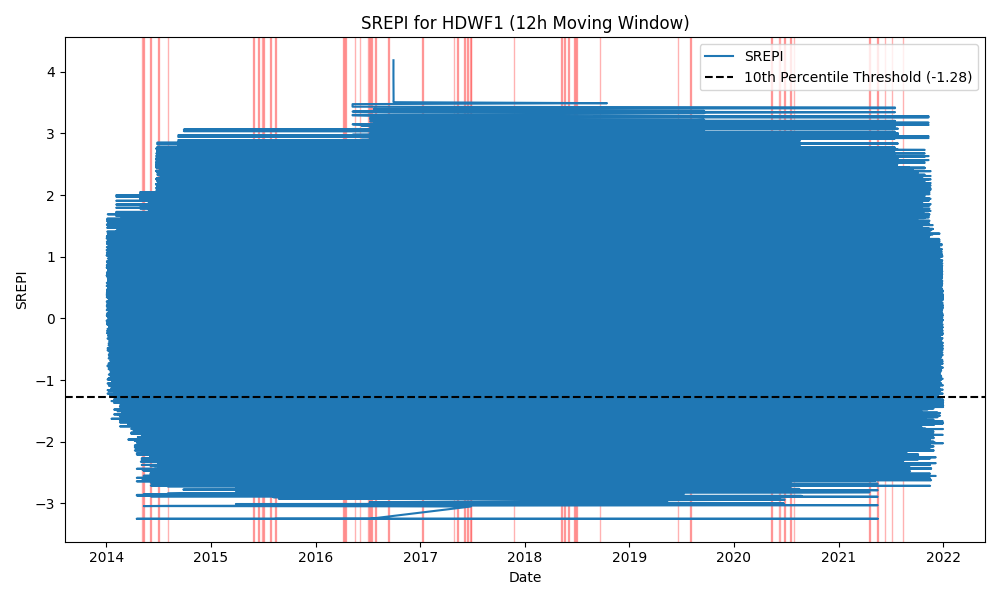 SREPI for HDWF1 (12h Moving Window)
SREPI
10th Percentile Threshold (-1.28)
SREPI
4
3
2
1
0
−1
−2
−3
2014 2015 2016 2017 2018 2019 2020 2021 2022
Date